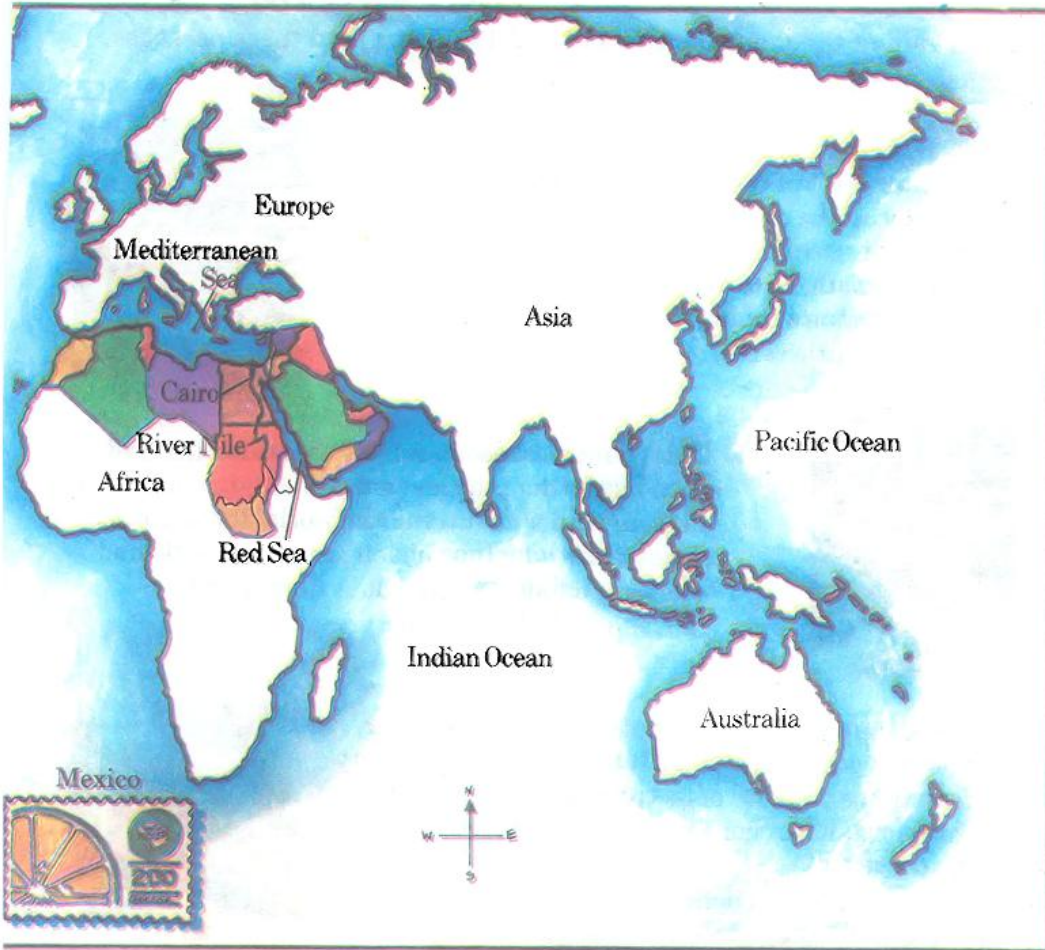 Europe
Mediterranean
Sea
Asia
Cairo
River Nile
Pacific Ocean
Africa
Red Sea
Indian Ocean
Australia
Mexico
N
W E
S
200